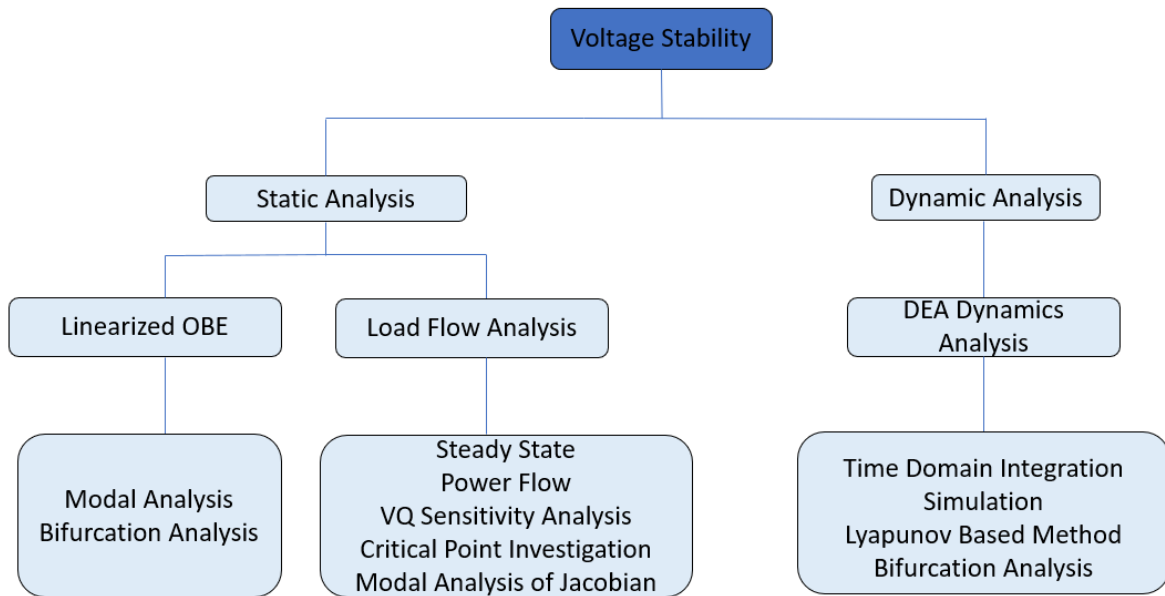 Voltage Stability
Static Analysis
Dynamic Analysis
Linearized OBE
Load Flow Analysis
DEA Dynamics
Analysis
Modal Analysis
Bifurcation Analysis
Steady State
Power Flow
VQ Sensitivity Analysis
Critical Point Investigation
Modal Analysis of Jacobian
Time Domain Integration
Simulation
Lyapunov Based Method
Bifurcation Analysis